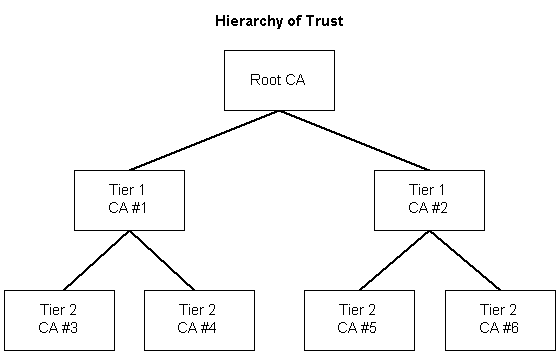 Hierarchy of Trust
Root CA
Tier 1
CA #1
Tier 1
CA #2
Tier 2
CA #3
Tier 2
CA #4
Tier 2
CA #5
Tier 2
CA #6